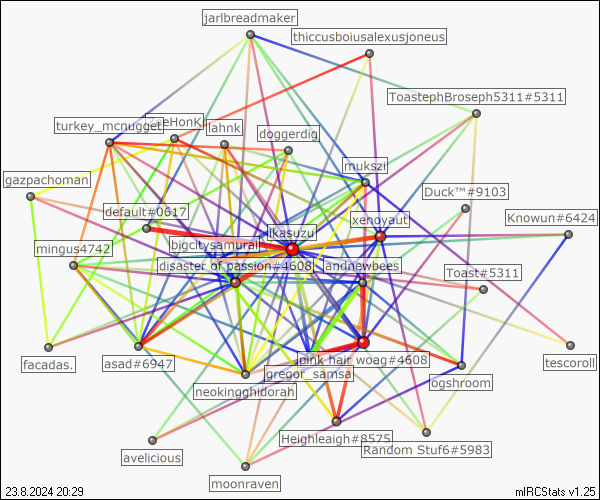 jarlbreadmaker
thiccusboiusalexusjoneus
ToastephBroseph5311#5311
turkey_mcnugget
lahnk
doggerdig
mukszi
gazpachoman
Duck™#9103
default#0617
xenoyaut
Knowun#6424
ikasuzu
bigcitysamurai
mingus4742
disaster of passion#4608
landnewbees
Toast#5311
facadas.
asad#6947
pink hair woag#4608
tescoroll
gregor_samsa
ogshroom
neokingghidorah
Heighleaigh#8575
Random Stuf6#5983
avelicious
moonraven
23.8.2024 20:29
mIRCStats v1.25